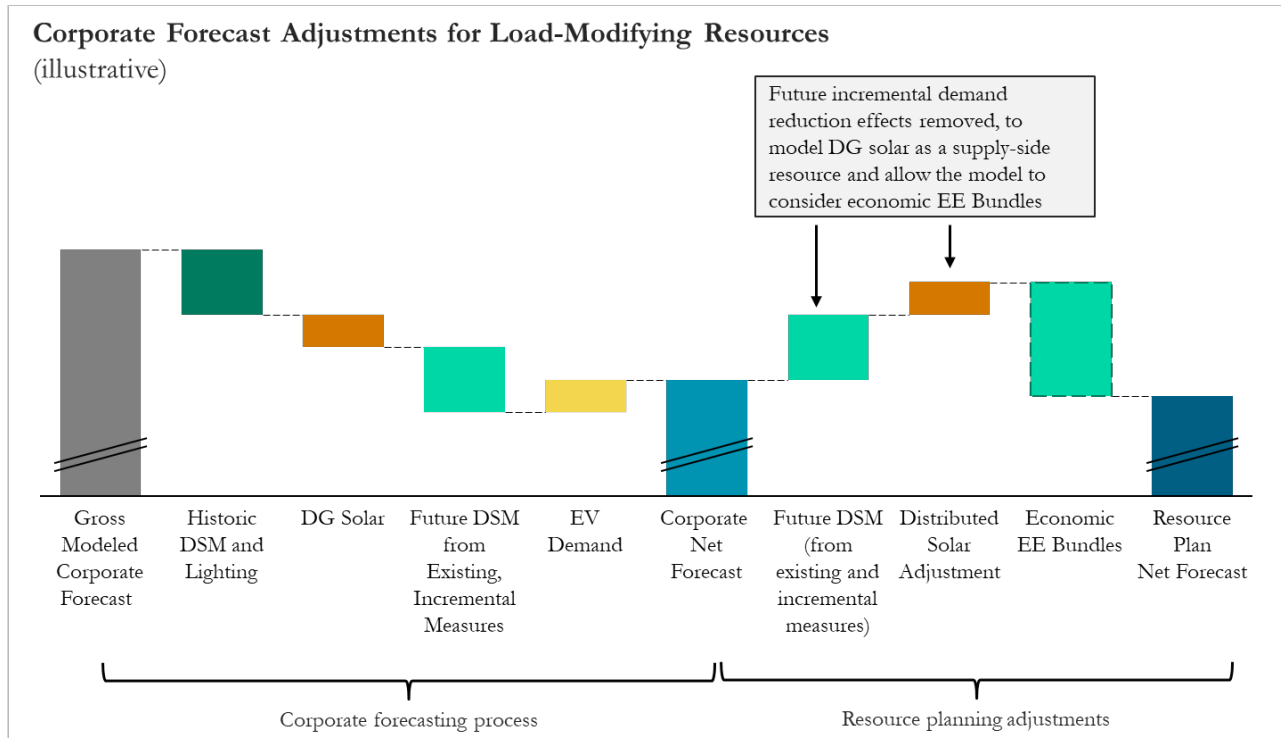 Corporate Forecast Adjustments for Load-Modifying Resources
(illustrative)
Future incremental demand
reduction effects removed, to
model DG solar as a supply-side
resource and allow the model to
consider economic EE Bundles
Gross
Modeled
Corporate
Forecast
Historic
DSM and
Lighting
DG Solar
Future DSM
from
Existing,
Incremental
Measures
EV
Demand
Corporate
Net
Forecast
Future DSM
(from
existing and
incremental
measures)
Distributed
Solar
Adjustment
Economic
EE Bundles
Resource
Plan
Net Forecast
Corporate forecasting process
Resource planning adjustments